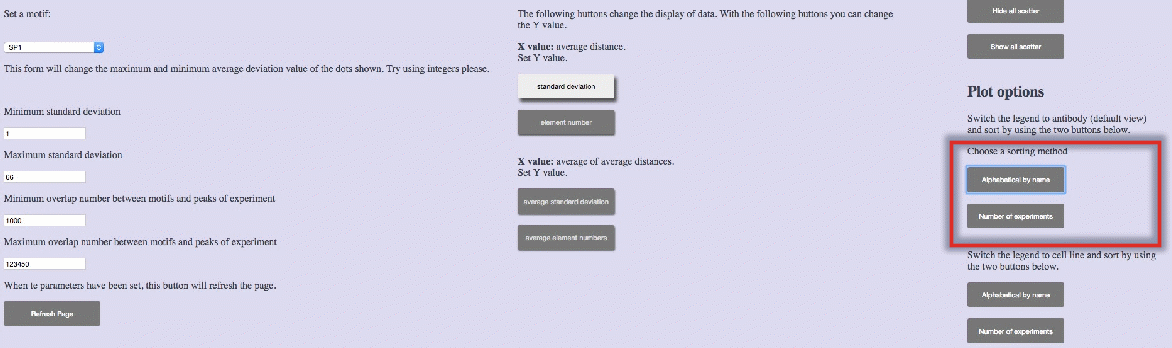 Set a motif:
SP1
This form will change the maximum and minimum average deviation value of the dots shown. Try using integers please.
Minimum standard deviation
1
Maximum standard deviation
66
Minimum overlap number between motifs and peaks of experiment
1000
Maximum overlap number between motifs and peaks of experiment
123450
When te parameters have been set, this button will refresh the page.
Refresh Page
The following buttons change the display of data. With the following buttons you can change
the Y value.
X value: average distance.
Set Y value.
standard deviation
element number
X value: average of average distances.
Set Y value.
average standard deviation
average element numbers
Hide all scatter
Show all scatter
Plot options
Switch the legend to antibody (default view)
and sort by using the two buttons below.
Choose a sorting method
Alphabetical by name
Number of experiments
Switch the legend to cell line and sort by using
the two buttons below.
Alphabetical by name
Number of experiments